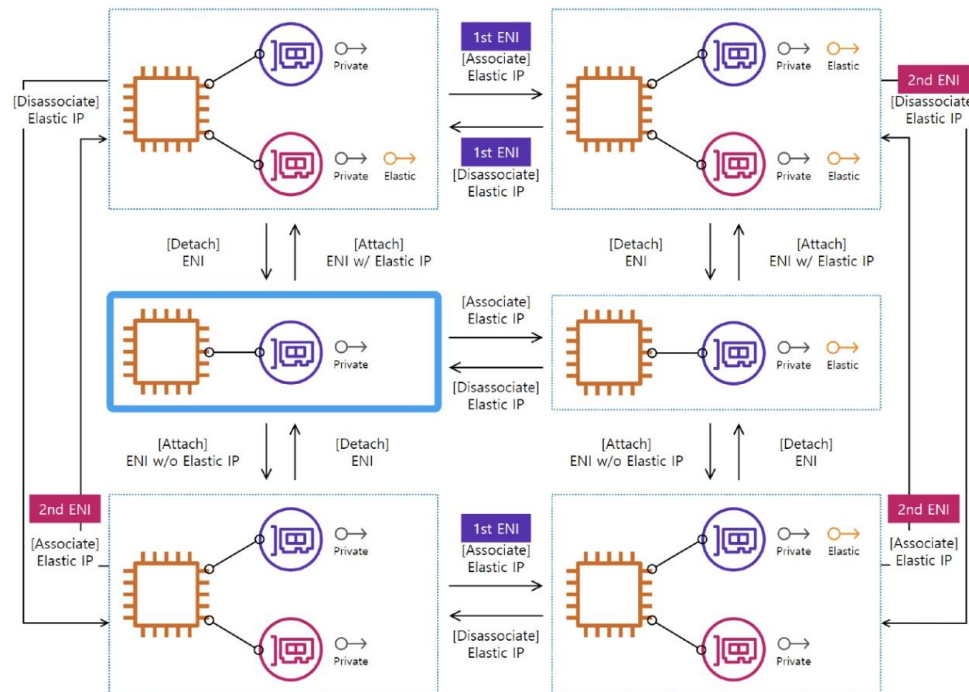 1st ENI
[Associate]
Elastic IP
Private
Private
Elastic
2nd ENI
[Disassociate]
Elastic IP
[Disassociate]
Elastic IP
1st ENI
[Disassociate]
Elastic IP
Private
Elastic
Private
Elastic
[Detach]
ENI
[Attach]
ENI w/ Elastic IP
[Detach]
ENI
[Attach]
ENI w/ Elastic IP
[Associate]
Elastic IP
Private
Private
Elastic
[Disassociate]
Elastic IP
[Attach]
ENI w/o Elastic IP
[Detach]
ENI
[Attach]
ENI w/o Elastic IP
[Detach]
ENI
2nd ENI
[Associate]
Elastic IP
1st ENI
[Associate]
Elastic IP
Private
Private
Elastic
2nd ENI
[Associate]
Elastic IP
[Disassociate]
Elastic IP
Private
Private